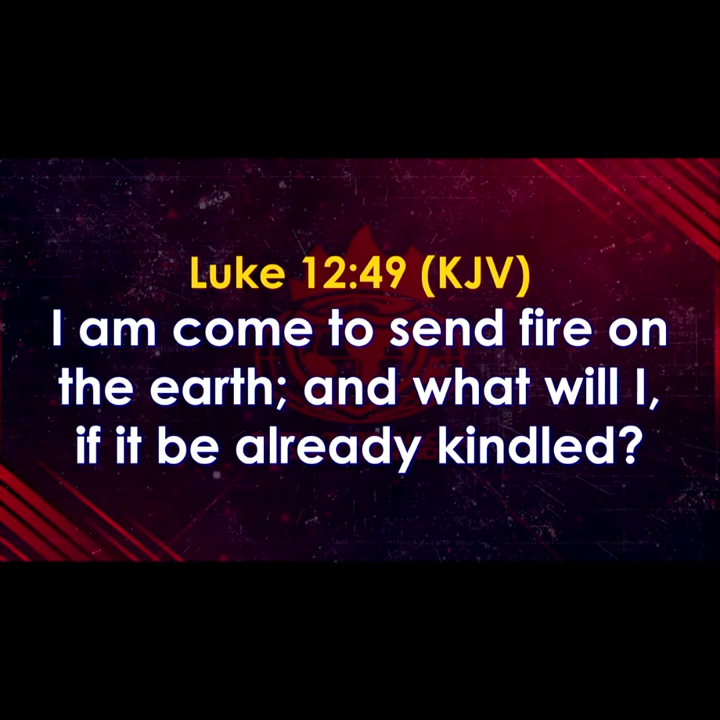 Luke 12:49 (KJV)
I am come to send fire on
the earth; and what will I,
if it be already kindled?